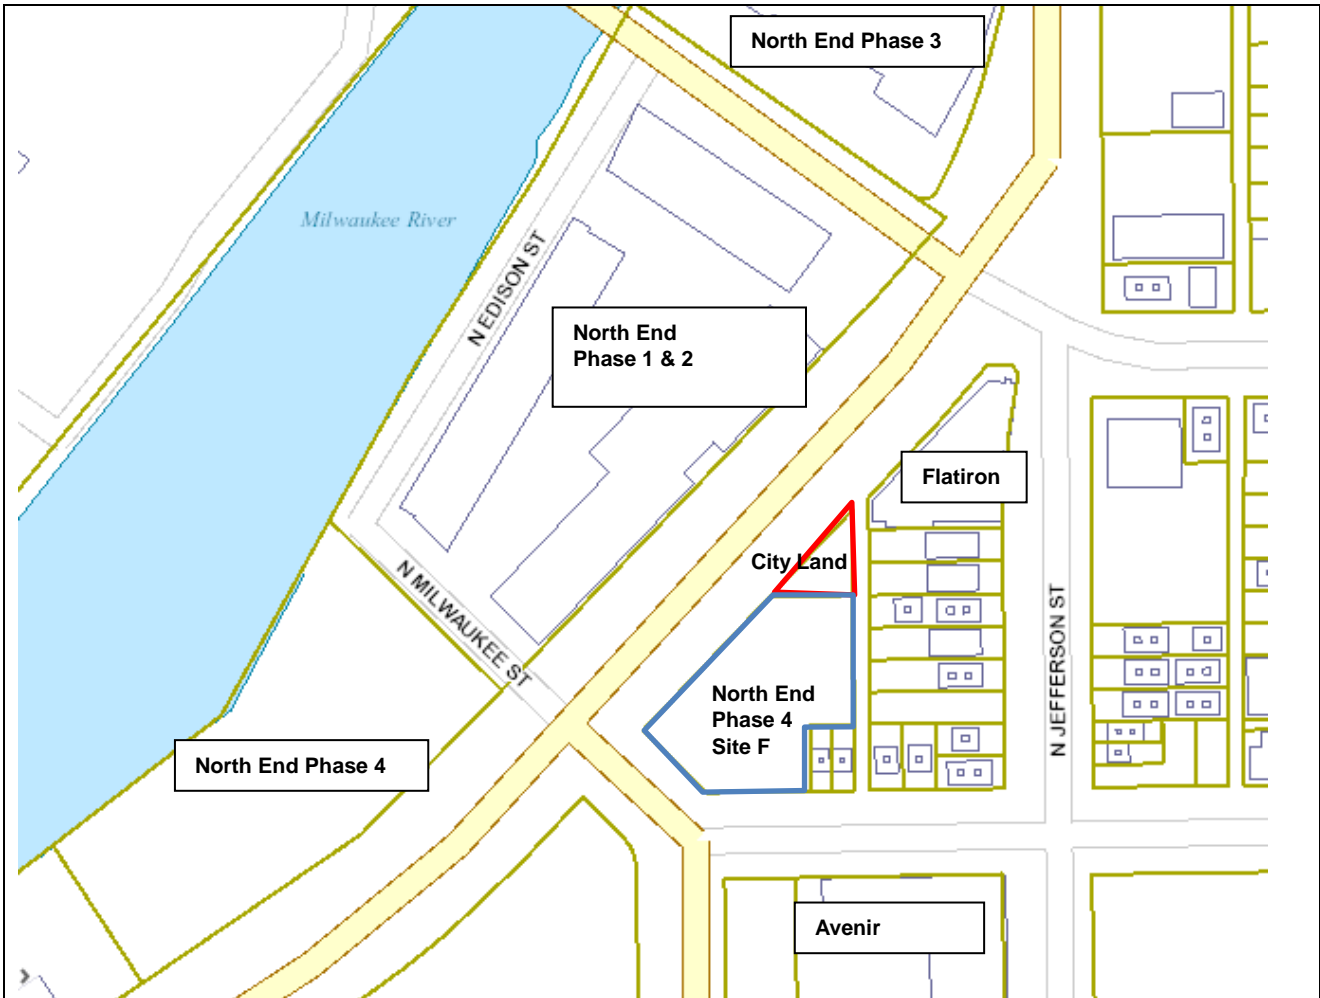 North End Phase 3
Milwaukee River
N EDISON ST
North End
Phase 1 & 2
Flatiron
City Land
N MILWAUKEE ST
N JEFFERSON ST
North End
Phase 4
Site F
North End Phase 4
Avenir